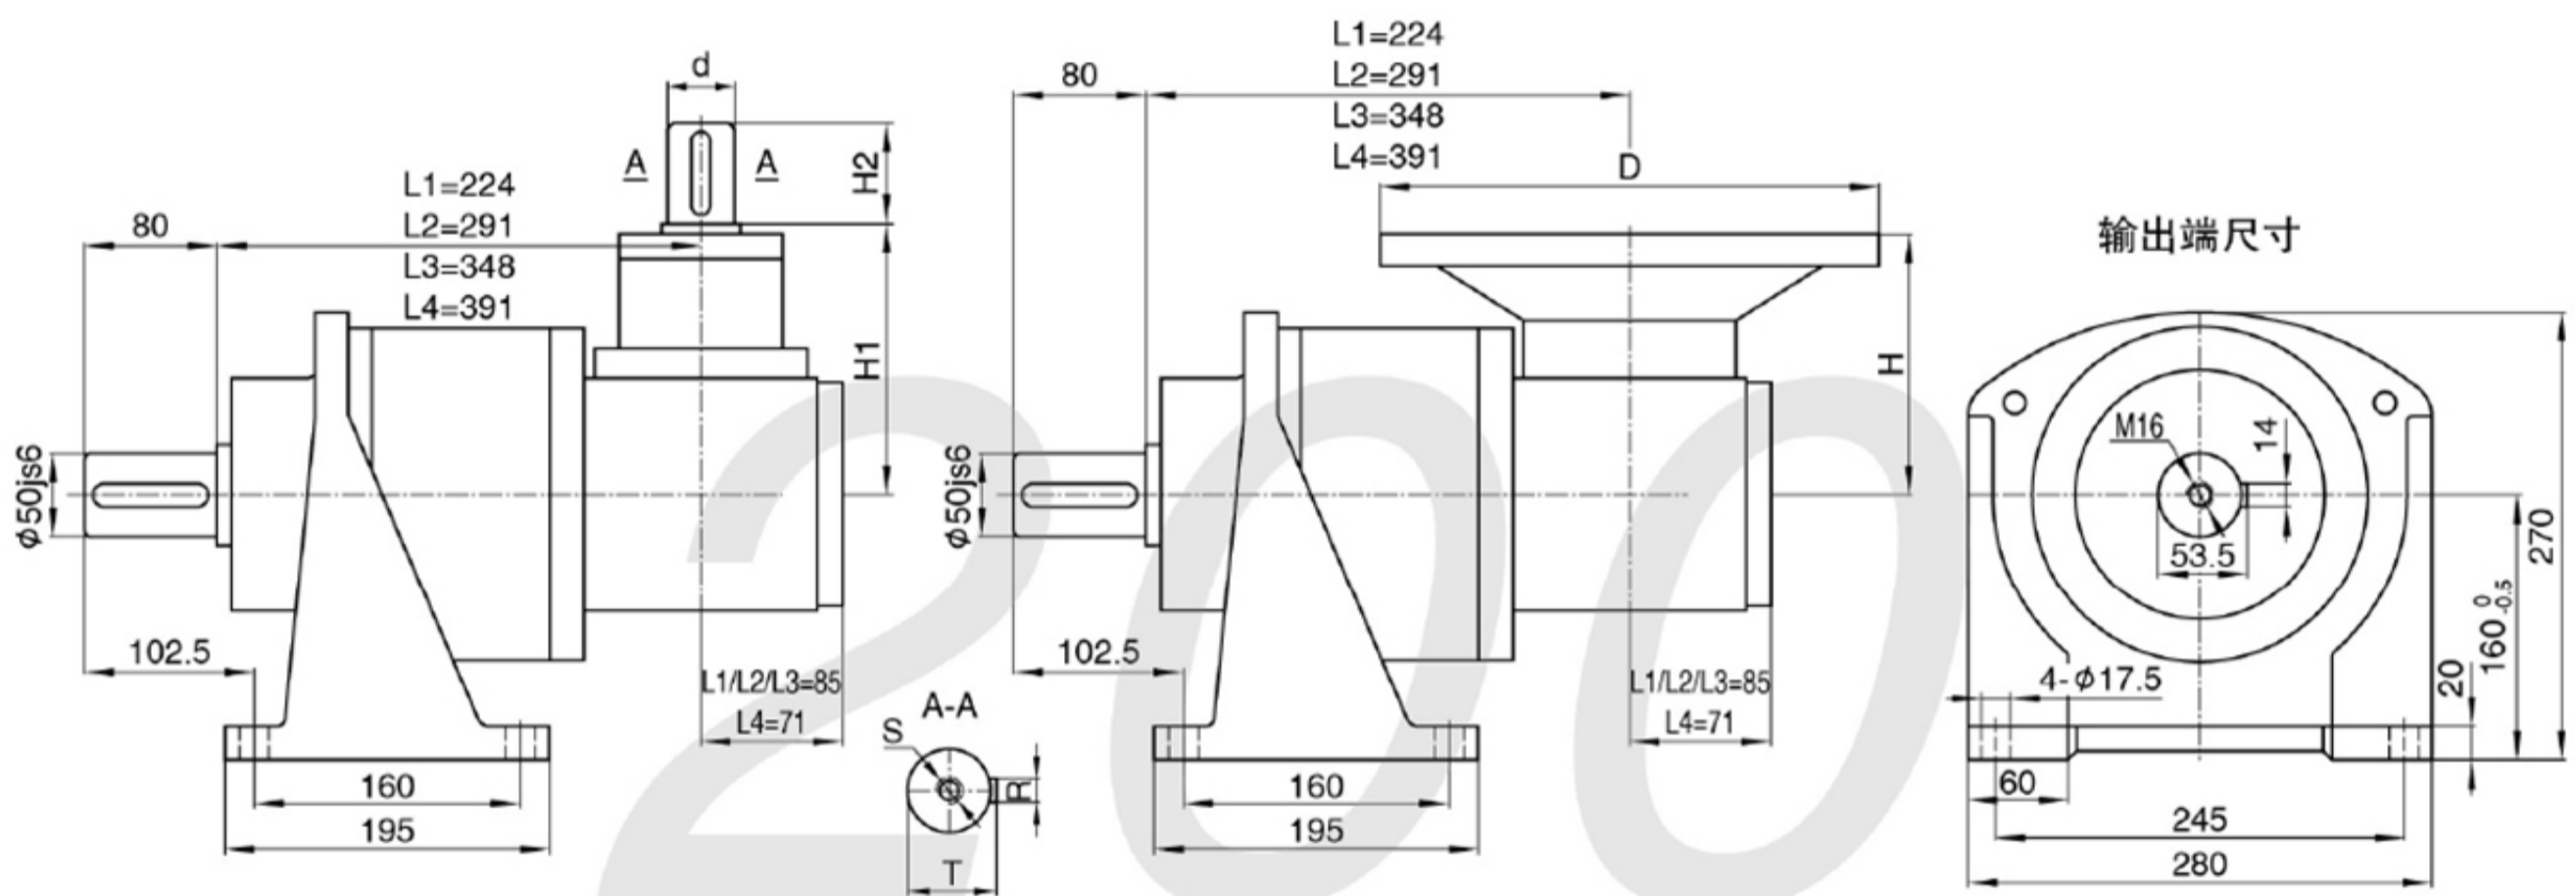 d
A
A
H2
L1=224
L2=291
L3=348
L4=391
80
H1
ϕ50js6
102.5
L1/L2/L3=85
L4=71
160
195
A-A
S
R
T
L1=224
L2=291
L3=348
L4=391
80
D
H
ϕ50js6
102.5
L1/L2/L3=85
L4=71
160
195
输出端尺寸
M16
14
53.5
270
160 0 -0.5
20
4-ϕ17.5
60
245
280
200